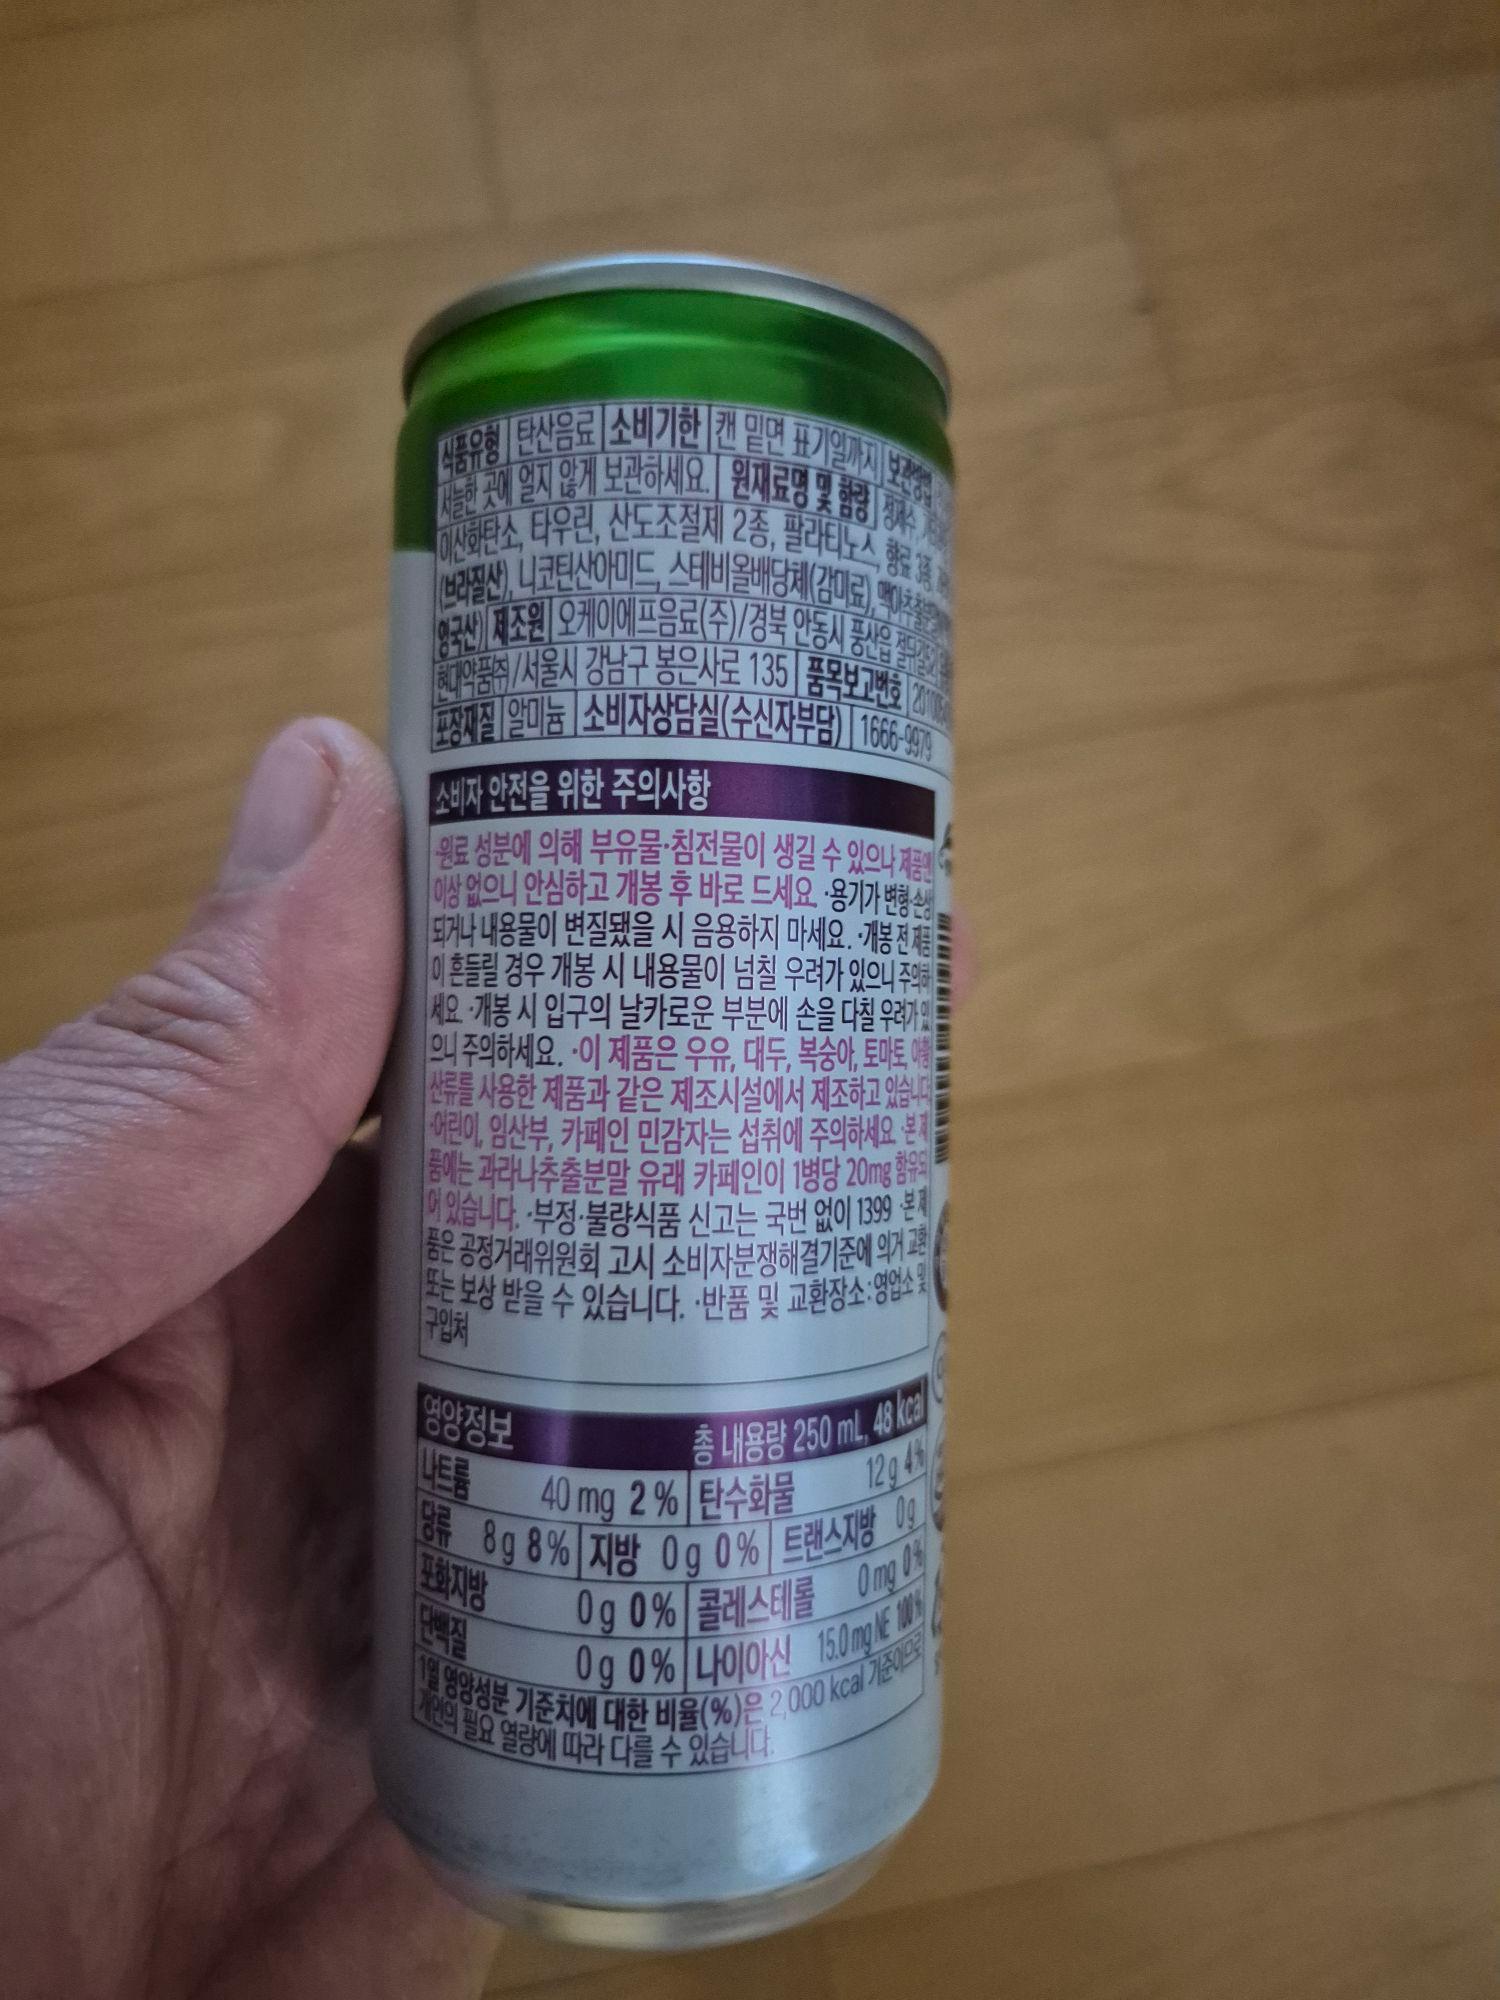 식품유형 탄산음료 소비기한 캔 밑면 표기일까지 보관방법
서늘한 곳에 얼지 않게 보관하세요. 원재료명 및 함량 정제수,
이산화탄소, 타우린, 산도조절제 2종, 팔라티노스, 향료 3종,
(브라질산), 니코틴산아미드, 스테비올배당체(감미료), 맥아추출분말
영국산) 제조원 오케이에프음료(주)/경북 안동시 풍산읍
현대약품(주)/서울시 강남구 봉은사로 135 품목보고번호
포장재질 알미늄 소비자상담실(수신자부담) 1666-9979
소비자 안전을 위한 주의사항
·원료 성분에 의해 부유물·침전물이 생길 수 있으나 제품엔
이상 없으니 안심하고 개봉 후 바로 드세요. ·용기가 변형·손상
되거나 내용물이 변질됐을 시 음용하지 마세요. ·개봉 전 제품
이 흔들릴 경우 개봉 시 내용물이 넘칠 우려가 있으니 주의하
세요. ·개봉 시 입구의 날카로운 부분에 손을 다칠 우려가 있
으니 주의하세요. ·이 제품은 우유, 대두, 복숭아, 토마토, 아황
산류를 사용한 제품과 같은 제조시설에서 제조하고 있습니다.
·어린이, 임산부, 카페인 민감자는 섭취에 주의하세요. ·본 제
품에는 과라나추출분말 유래 카페인이 1병당 20mg 함유되
어 있습니다. ·부정·불량식품 신고는 국번 없이 1399 ·본 제
품은 공정거래위원회 고시 소비자분쟁해결기준에 의거 교환
또는 보상 받을 수 있습니다. ·반품 및 교환장소:영업소 및
구입처
영양정보 총 내용량 250 mL, 48 kcal
나트륨 40 mg 2 % 탄수화물 12 g 4 %
당류 8 g 8 % 지방 0 g 0 % 트랜스지방 0 g
포화지방 0 g 0 % 콜레스테롤 0 mg 0 %
단백질 0 g 0 % 나이아신 15.0 mg NE 100 %
1일 영양성분 기준치에 대한 비율(%)은 2,000 kcal 기준이므로
개인의 필요 열량에 따라 다를 수 있습니다.